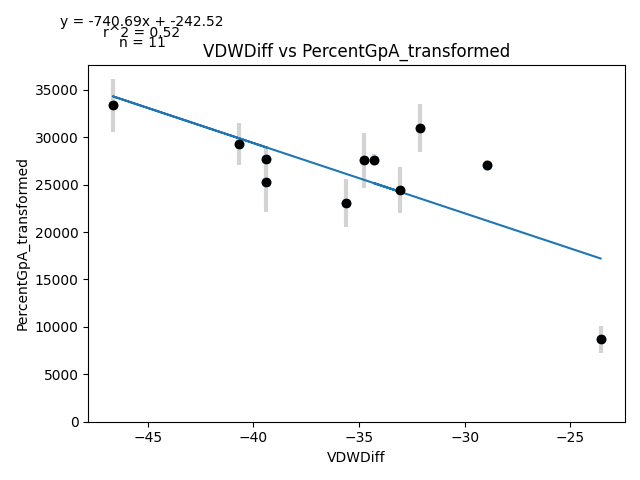 y = -740.69x + -242.52
r^2 = 0.52
n = 11
VDWDiff vs PercentGpA_transformed
PercentGpA_transformed
35000
30000
25000
20000
15000
10000
5000
0
−45
−40
−35
−30
−25
VDWDiff